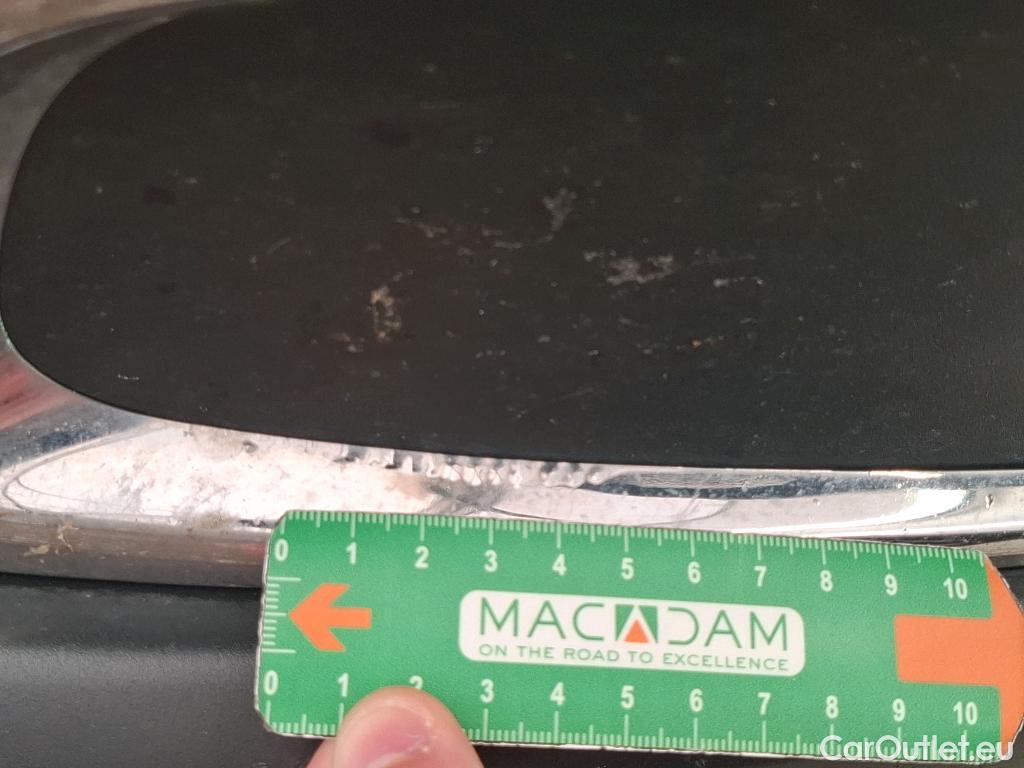 0 1 2 3 4 5 6 7 8 9 10
MACADAM
ON THE ROAD TO EXCELLENCE
0 1 2 3 4 5 6 7 8 9 10
CarOutlet.eu